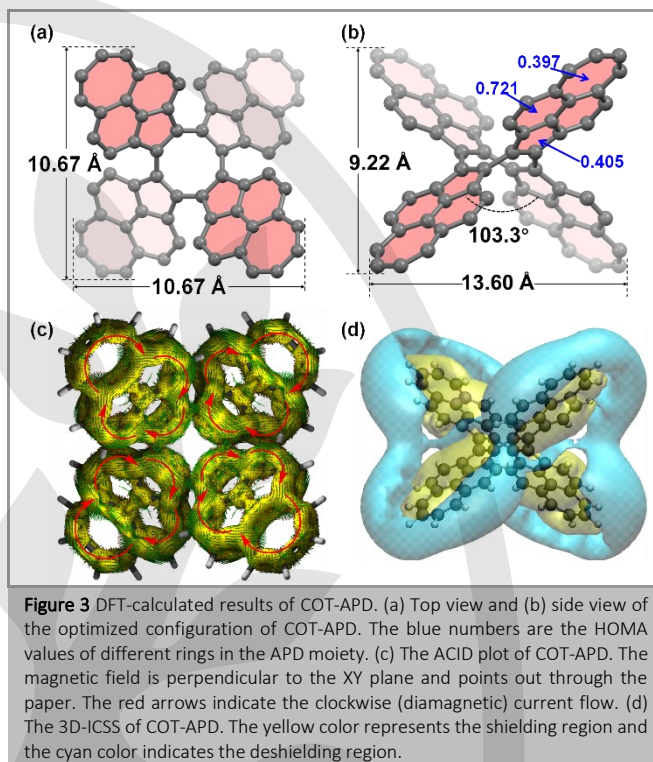 (a)
(b)
0.397
0.721
10.67 Å
9.22 Å
0.405
103.3°
10.67 Å
13.60 Å
(c)
(d)
Figure 3 DFT-calculated results of COT-APD. (a) Top view and (b) side view of
the optimized configuration of COT-APD. The blue numbers are the HOMA
values of different rings in the APD moiety. (c) The ACID plot of COT-APD. The
magnetic field is perpendicular to the XY plane and points out through the
paper. The red arrows indicate the clockwise (diamagnetic) current flow. (d)
The 3D-ICSS of COT-APD. The yellow color represents the shielding region and
the cyan color indicates the deshielding region.